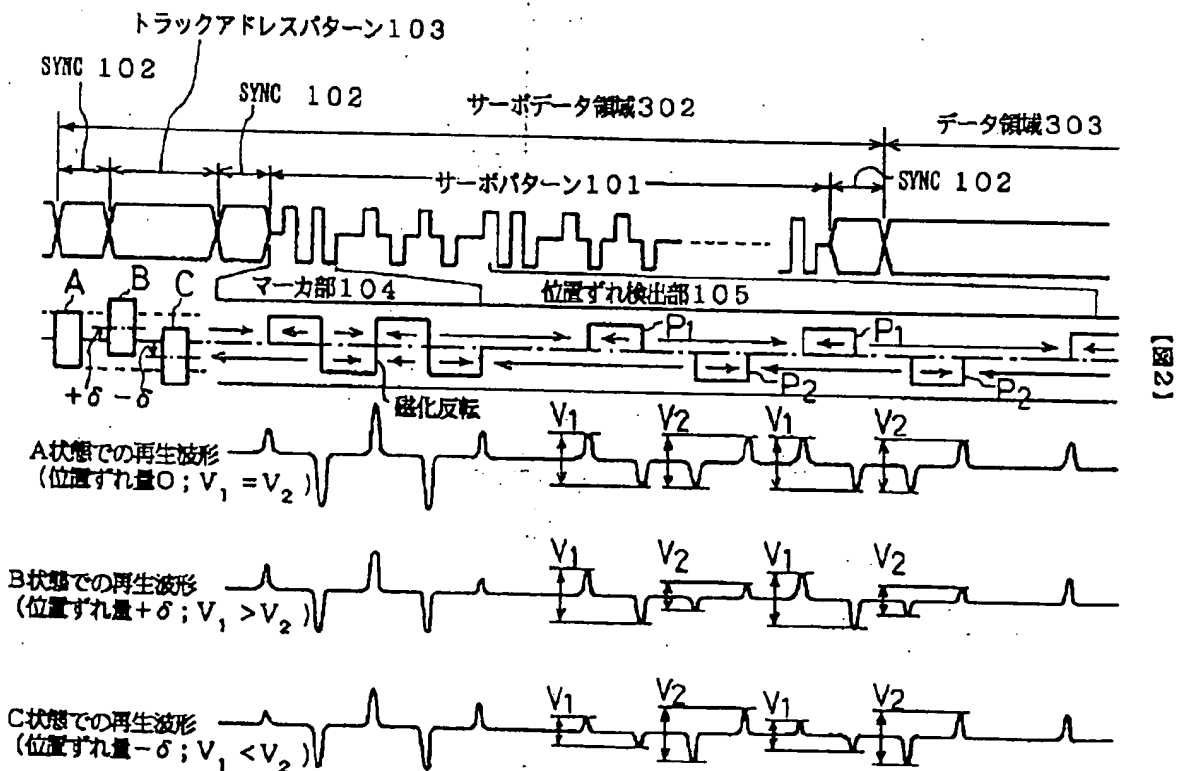 トラックアドレスパターン103
SYNC 102
SYNC 102
サーボデータ領域302
データ領域303
サーボパターン101
SYNC 102
A
B
C
マーカ部104
位置ずれ検出部105
P1
P1
P2
P2
+δ
-δ
磁化反転
【図2】
A状態での再生波形
(位置ずれ量0;V1=V2)
V1
V2
V1
V2
B状態での再生波形
(位置ずれ量+δ;V1>V2)
V1
V2
V1
V2
C状態での再生波形
(位置ずれ量-δ;V1<V2)
V1
V2
V1
V2